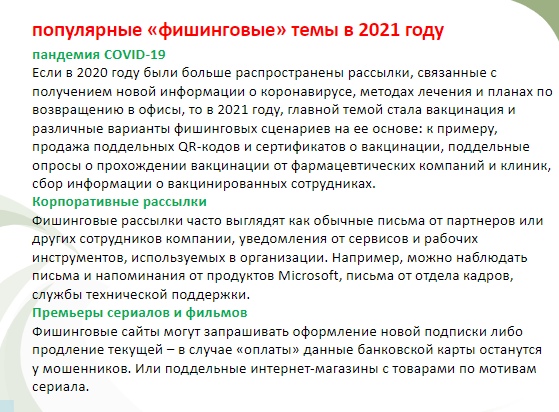 популярные «фишинговые» темы в 2021 году
пандемия COVID-19
Если в 2020 году были больше распространены рассылки, связанные с
получением новой информации о коронавирусе, методах лечения и планах по
возвращению в офисы, то в 2021 году, главной темой стала вакцинация и
различные варианты фишинговых сценариев на ее основе: к примеру,
продажа поддельных QR-кодов и сертификатов о вакцинации, поддельные
опросы о прохождении вакцинации от фармацевтических компаний и клиник,
сбор информации о вакцинированных сотрудниках.
Корпоративные рассылки
Фишинговые рассылки часто выглядят как обычные письма от партнеров или
других сотрудников компании, уведомления от сервисов и рабочих
инструментов, используемых в организации. Например, можно наблюдать
письма и напоминания от продуктов Microsoft, письма от отдела кадров,
службы технической поддержки.
Премьеры сериалов и фильмов
Фишинговые сайты могут запрашивать оформление новой подписки либо
продление текущей – в случае «оплаты» данные банковской карты останутся
у мошенников. Или поддельные интернет-магазины с товарами по мотивам
сериала.